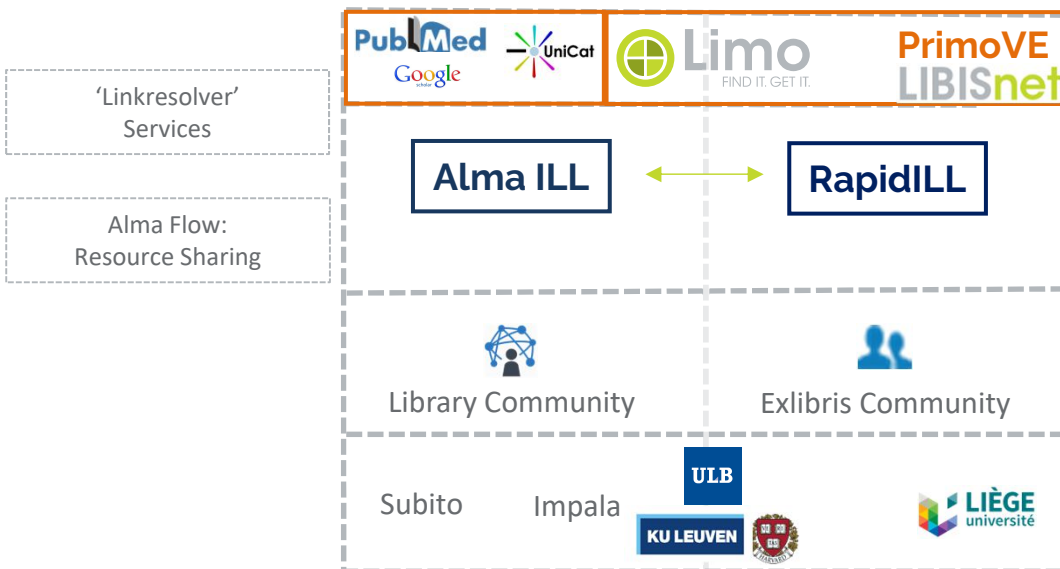 PubMed
UniCat
Google
scholar
Limo
FIND IT. GET IT.
PrimoVE
LIBISnet
'Linkresolver'
Services
Alma ILL
RapidILL
Alma Flow:
Resource Sharing
Library Community
Exlibris Community
Subito
Impala
ULB
KU LEUVEN
HARVARD
LIÈGE
université